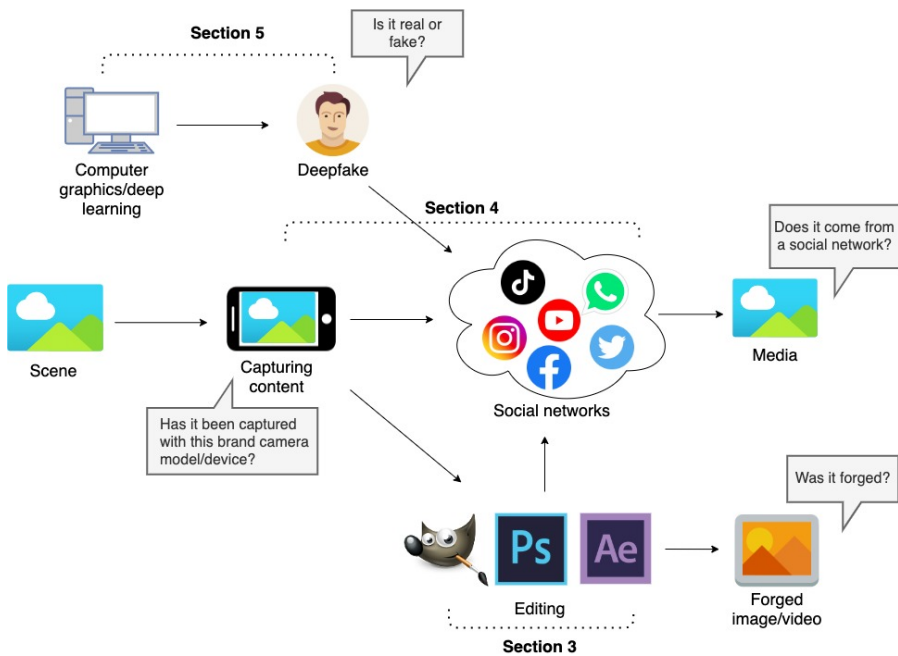 Section 5
Is it real or
fake?
Computer
graphics/deep
learning
Deepfake
Section 4
Does it come from
a social network?
Scene
Capturing
content
Social networks
Media
Has it been captured
with this brand camera
model/device?
Was it forged?
Ps
Ae
Editing
Forged
image/video
Section 3